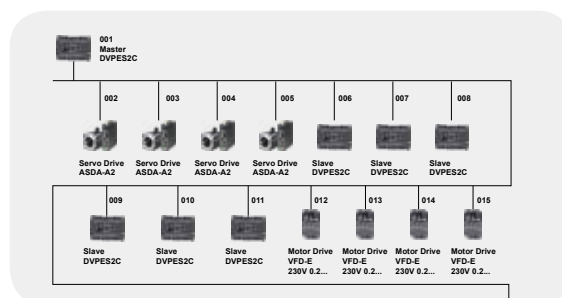 001
Master
DVPES2C
002
003
004
005
006
007
008
Servo Drive
ASDA-A2
Servo Drive
ASDA-A2
Servo Drive
ASDA-A2
Servo Drive
ASDA-A2
Slave
DVPES2C
Slave
DVPES2C
Slave
DVPES2C
009
010
011
012
013
014
015
Slave
DVPES2C
Slave
DVPES2C
Slave
DVPES2C
Motor Drive
VFD-E
230V 0.2...
Motor Drive
VFD-E
230V 0.2...
Motor Drive
VFD-E
230V 0.2...
Motor Drive
VFD-E
230V 0.2...